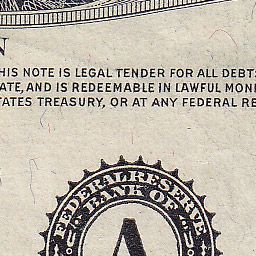 N
HIS NOTE IS LEGAL TENDER FOR ALL DEBTS
ATE, AND IS REDEEMABLE IN LAWFUL MONE
TATES TREASURY, OR AT ANY FEDERAL RE
FEDERAL RESERVE
BANK OF
A